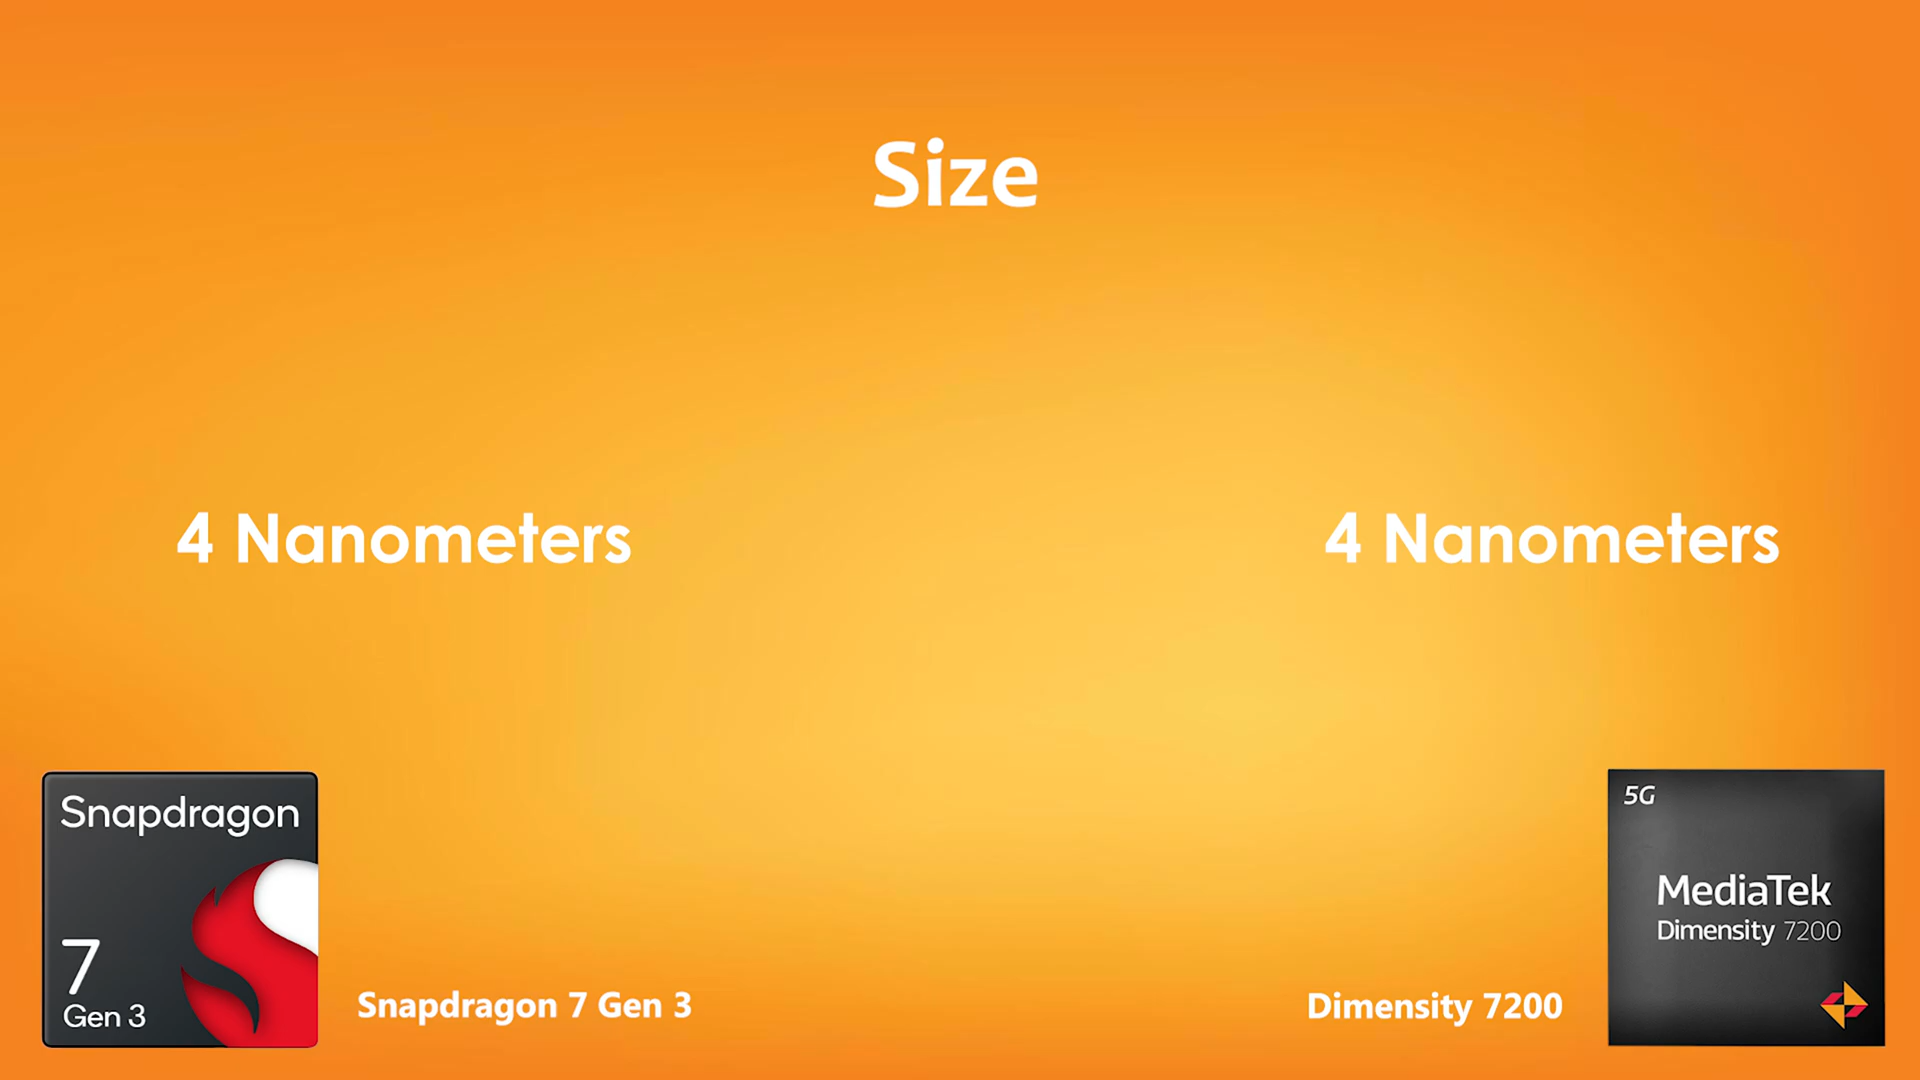 Size
4 Nanometers
4 Nanometers
Snapdragon
7
Gen 3
Snapdragon 7 Gen 3
Dimensity 7200
5G
MediaTek
Dimensity 7200